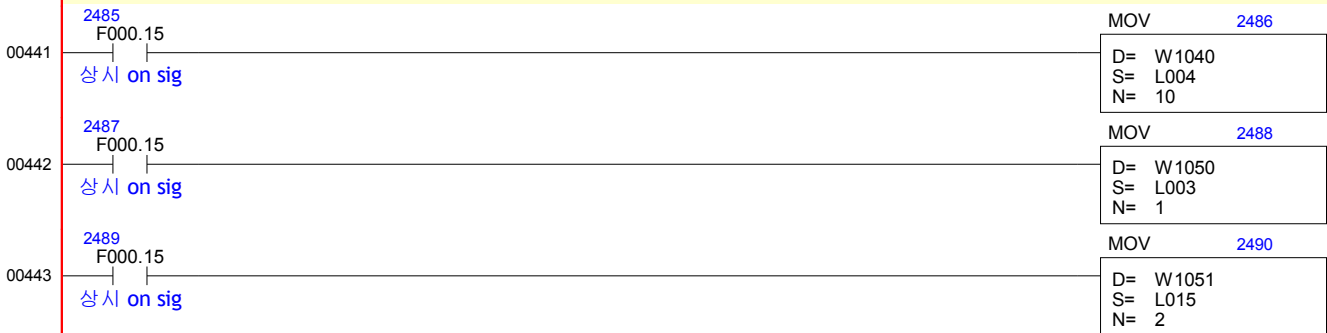 2485
F000.15
MOV 2486
00441
상시 on sig
D= W1040
S= L004
N= 10
2487
F000.15
MOV 2488
00442
상시 on sig
D= W1050
S= L003
N= 1
2489
F000.15
MOV 2490
00443
상시 on sig
D= W1051
S= L015
N= 2